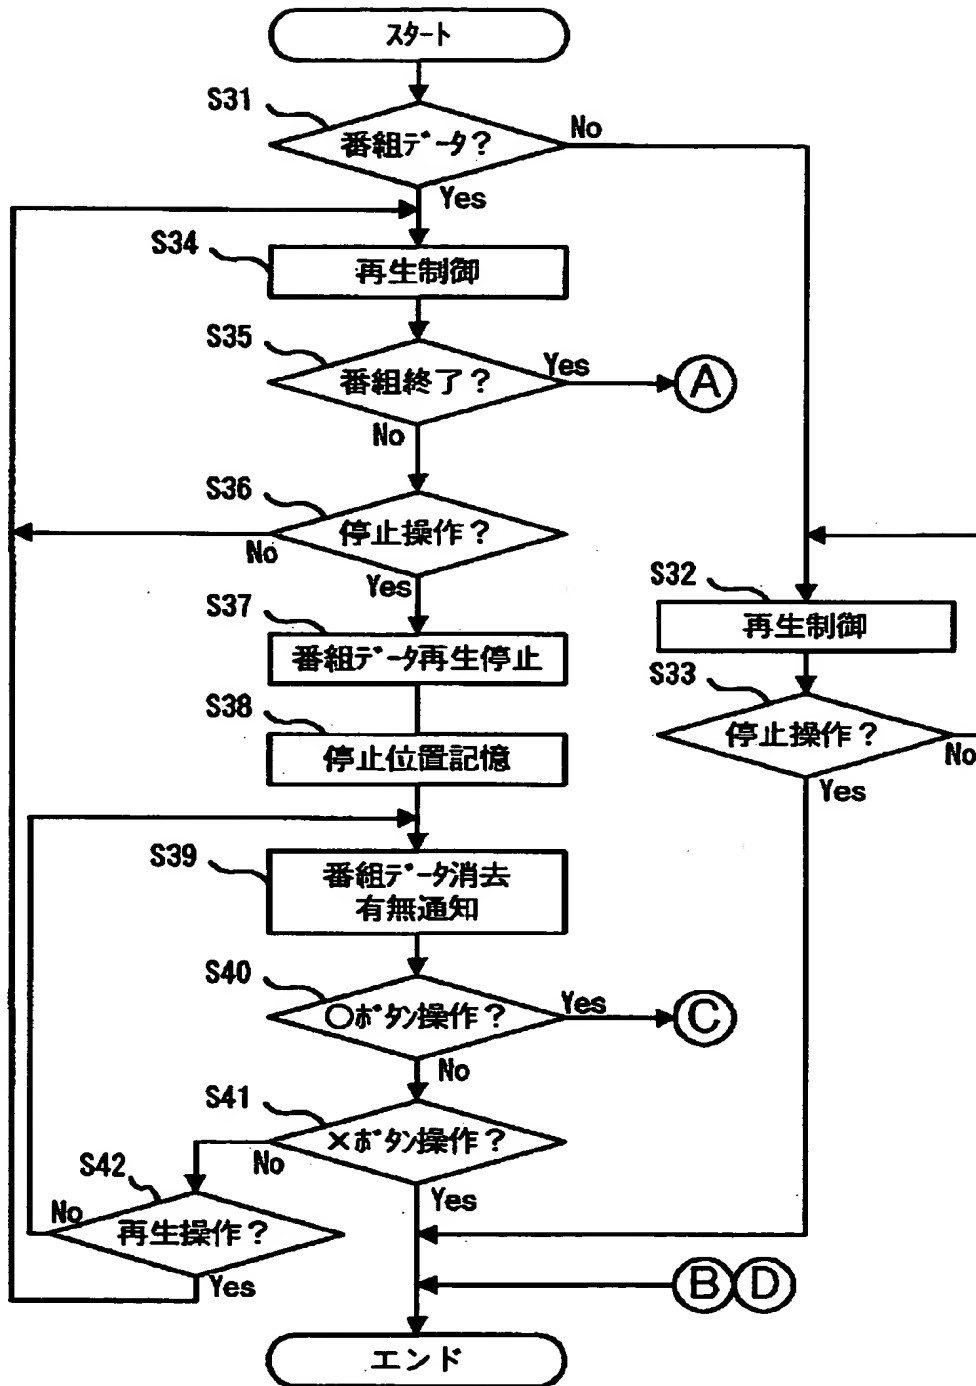 スタート
S31
番組データ?
No
Yes
S34
再生制御
S35
番組終了?
Yes
A
No
S36
停止操作?
No
Yes
S32
再生制御
S37
番組データ再生停止
S33
停止操作?
No
Yes
S38
停止位置記憶
S39
番組データ消去
有無通知
S40
○ボタン操作?
Yes
C
No
S41
×ボタン操作?
No
Yes
S42
再生操作?
No
Yes
B D
エンド